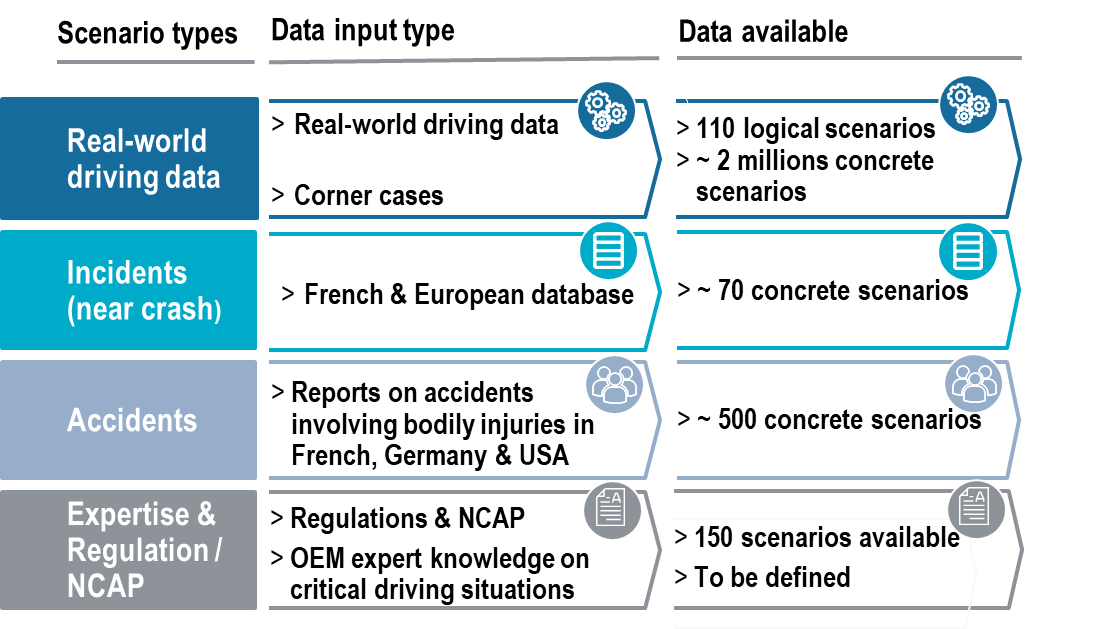 Scenario types
Data input type
Data available
Real-world
driving data
> Real-world driving data
> Corner cases
> 110 logical scenarios
> ~ 2 millions concrete
scenarios
Incidents
(near crash)
> French & European database
> ~ 70 concrete scenarios
Accidents
> Reports on accidents
involving bodily injuries in
French, Germany & USA
> ~ 500 concrete scenarios
Expertise &
Regulation /
NCAP
> Regulations & NCAP
> OEM expert knowledge on
critical driving situations
> 150 scenarios available
> To be defined
A
A